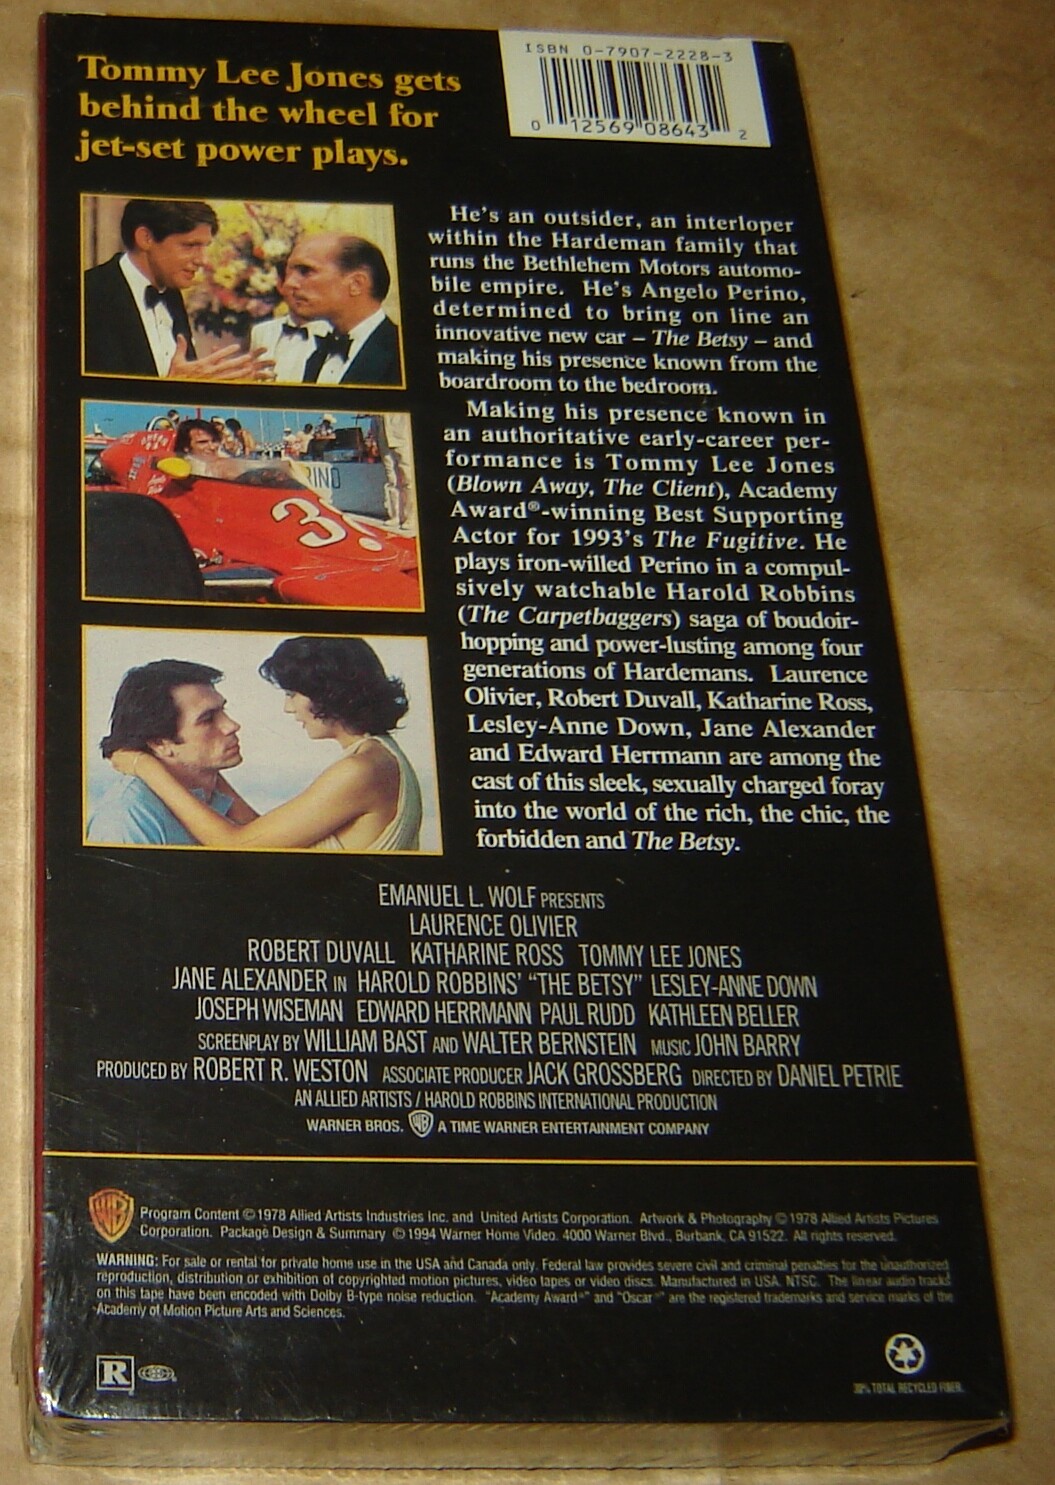 Tommy Lee Jones gets
behind the wheel for
jet-set power plays.
ISBN 0-7907-2228-3
0 12569 08643 2
He's an outsider, an interloper
within the Hardeman family that
runs the Bethlehem Motors automo-
bile empire. He's Angelo Perino,
determined to bring on line an
innovative new car – The Betsy – and
making his presence known from the
boardroom to the bedroom.
Making his presence known in
an authoritative early-career per-
formance is Tommy Lee Jones
(Blown Away, The Client), Academy
Award®-winning Best Supporting
Actor for 1993's The Fugitive. He
plays iron-willed Perino in a compul-
sively watchable Harold Robbins
(The Carpetbaggers) saga of boudoir-
hopping and power-lusting among four
generations of Hardemans. Laurence
Olivier, Robert Duvall, Katharine Ross,
Lesley-Anne Down, Jane Alexander
and Edward Herrmann are among the
cast of this sleek, sexually charged foray
into the world of the rich, the chic, the
forbidden and The Betsy.
RINO
3
EMANUEL L. WOLF PRESENTS
LAURENCE OLIVIER
ROBERT DUVALL KATHARINE ROSS TOMMY LEE JONES
JANE ALEXANDER IN HAROLD ROBBINS' "THE BETSY" LESLEY-ANNE DOWN
JOSEPH WISEMAN EDWARD HERRMANN PAUL RUDD KATHLEEN BELLER
SCREENPLAY BY WILLIAM BAST AND WALTER BERNSTEIN MUSIC JOHN BARRY
PRODUCED BY ROBERT R. WESTON ASSOCIATE PRODUCER JACK GROSSBERG DIRECTED BY DANIEL PETRIE
AN ALLIED ARTISTS / HAROLD ROBBINS INTERNATIONAL PRODUCTION
WARNER BROS. WB A TIME WARNER ENTERTAINMENT COMPANY
WB
Program Content © 1978 Allied Artists Industries Inc. and United Artists Corporation. Artwork & Photography © 1978 Allied Artists Pictures
Corporation. Package Design & Summary © 1994 Warner Home Video. 4000 Warner Blvd., Burbank, CA 91522. All rights reserved.
WARNING: For sale or rental for private home use in the USA and Canada only. Federal law provides severe civil and criminal penalties for the unauthorized
reproduction, distribution or exhibition of copyrighted motion pictures, video tapes or video discs. Manufactured in USA. NTSC. The linear audio tracks
on this tape have been encoded with Dolby B-type noise reduction. "Academy Award®" and "Oscar®" are the registered trademarks and service marks of the
Academy of Motion Picture Arts and Sciences.
R
30% TOTAL RECYCLED FIBER.